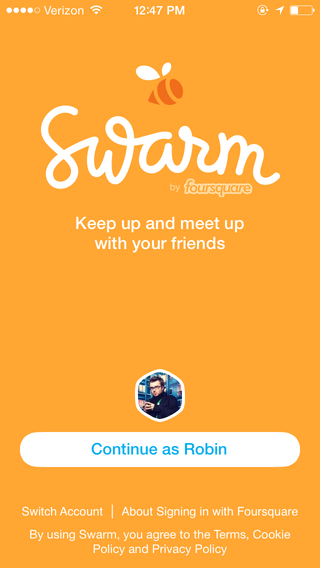 Verizon 12:47 PM
Swarm
by foursquare
Keep up and meet up
with your friends
Continue as Robin
Switch Account | About Signing in with Foursquare
By using Swarm, you agree to the Terms, Cookie
Policy and Privacy Policy